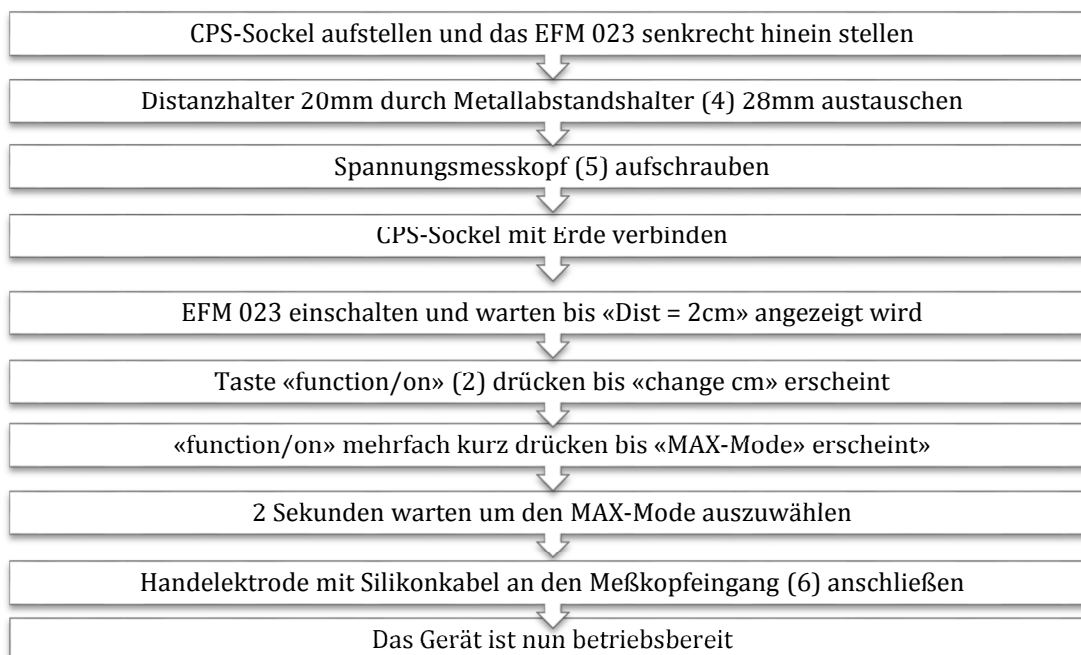 CPS-Sockel aufstellen und das EFM 023 senkrecht hinein stellen
Distanzhalter 20mm durch Metallabstandshalter (4) 28mm austauschen
Spannungsmesskopf (5) aufschrauben
CPS-Sockel mit Erde verbinden
EFM 023 einschalten und warten bis «Dist = 2cm» angezeigt wird
Taste «function/on» (2) drücken bis «change cm» erscheint
«function/on» mehrfach kurz drücken bis «MAX-Mode» erscheint»
2 Sekunden warten um den MAX-Mode auszuwählen
Handelektrode mit Silikonkabel an den Meßkopfeingang (6) anschließen
Das Gerät ist nun betriebsbereit